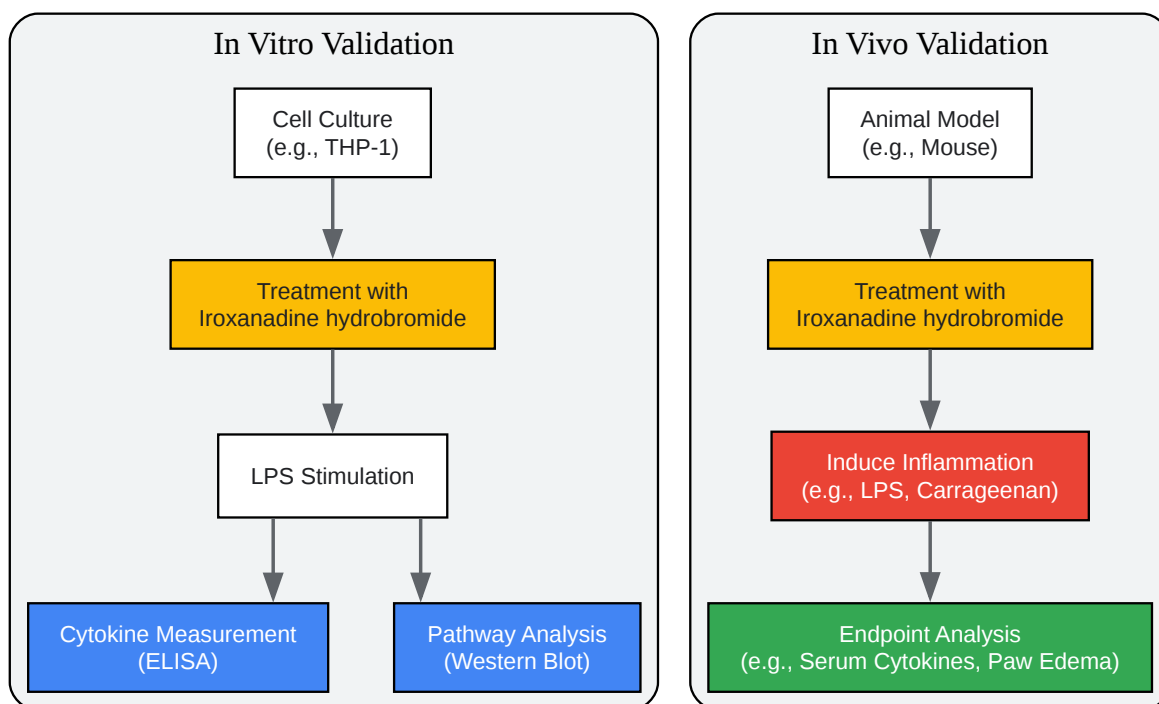 In Vitro Validation
Cell Culture
(e.g., THP-1)
Treatment with
Iroxanadine hydrobromide
LPS Stimulation
Cytokine Measurement
(ELISA)
Pathway Analysis
(Western Blot)
In Vivo Validation
Animal Model
(e.g., Mouse)
Treatment with
Iroxanadine hydrobromide
Induce Inflammation
(e.g., LPS, Carrageenan)
Endpoint Analysis
(e.g., Serum Cytokines, Paw Edema)